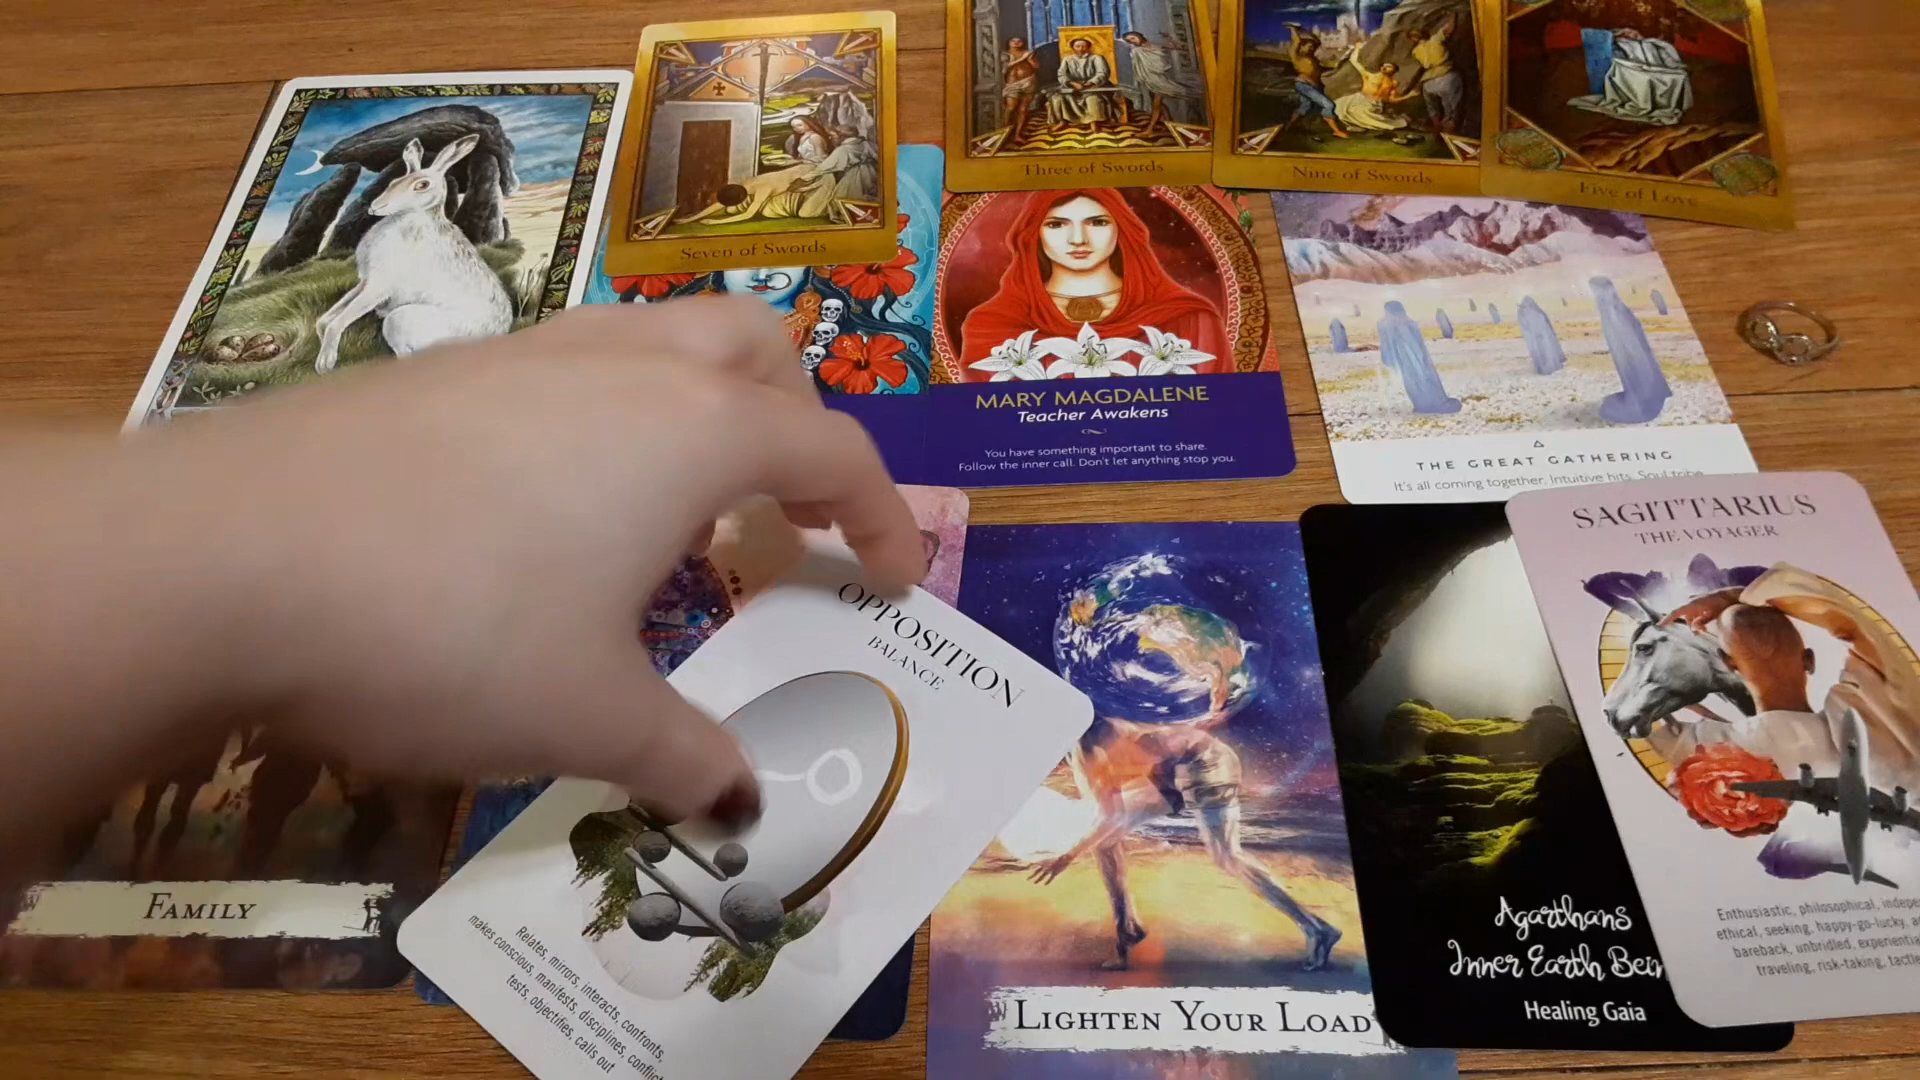 Seven of Swords
Three of Swords
Nine of Swords
Five of Love
MARY MAGDALENE
Teacher Awakens
You have something important to share.
Follow the inner call. Don't let anything stop you.
THE GREAT GATHERING
It's all coming together. Intuitive hits. Soul tribe
SAGITTARIUS
THE VOYAGER
Enthusiastic, philosophical,
ethical, seeking, happy-go-lucky,
bareback, unbridled,
traveling, risk-taking,
OPPOSITION
BALANCE
Relates, mirrors, interacts, confronts,
makes conscious, manifests, disciplines,
tests, objectifies, calls out
FAMILY
LIGHTEN YOUR LOAD
Agarthans
Inner Earth
Healing Gaia